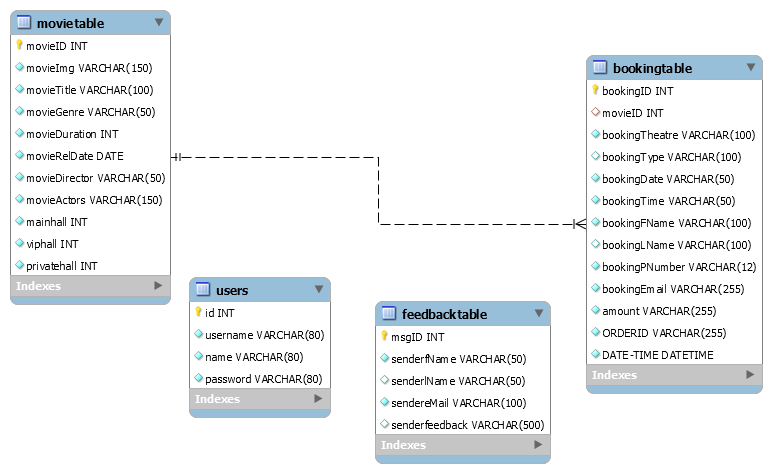 movietable
movieID INT
movieImg VARCHAR(150)
movieTitle VARCHAR(100)
movieGenre VARCHAR(50)
movieDuration INT
movieRelDate DATE
movieDirector VARCHAR(50)
movieActors VARCHAR(150)
mainhall INT
viphall INT
privatehall INT
Indexes
bookingtable
bookingID INT
movieID INT
bookingTheatre VARCHAR(100)
bookingType VARCHAR(100)
bookingDate VARCHAR(50)
bookingTime VARCHAR(50)
bookingFName VARCHAR(100)
bookingLName VARCHAR(100)
bookingPNumber VARCHAR(12)
bookingEmail VARCHAR(255)
amount VARCHAR(255)
ORDERID VARCHAR(255)
DATE-TIME DATETIME
Indexes
users
id INT
username VARCHAR(80)
name VARCHAR(80)
password VARCHAR(80)
Indexes
feedbacktable
msgID INT
senderfName VARCHAR(50)
senderlName VARCHAR(50)
sendereMail VARCHAR(100)
senderfeedback VARCHAR(500)
Indexes